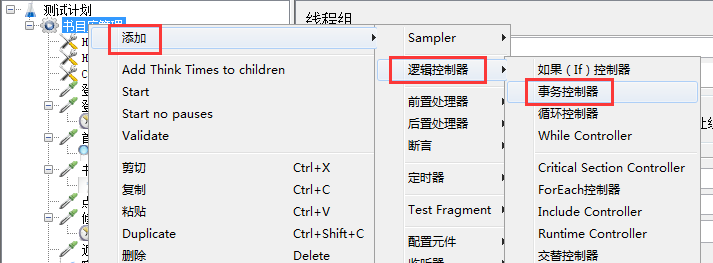 测试计划
书目库管理
线程组
添加
Add Think Times to children
Start
Start no pauses
Validate
剪切 Ctrl+X
复制 Ctrl+C
粘贴 Ctrl+V
Duplicate Ctrl+Shift+C
删除 Delete
Sampler
逻辑控制器
前置处理器
后置处理器
断言
定时器
Test Fragment
配置元件
监听器
如果（If）控制器
事务控制器
循环控制器
While Controller
Critical Section Controller
ForEach控制器
Include Controller
Runtime Controller
交替控制器